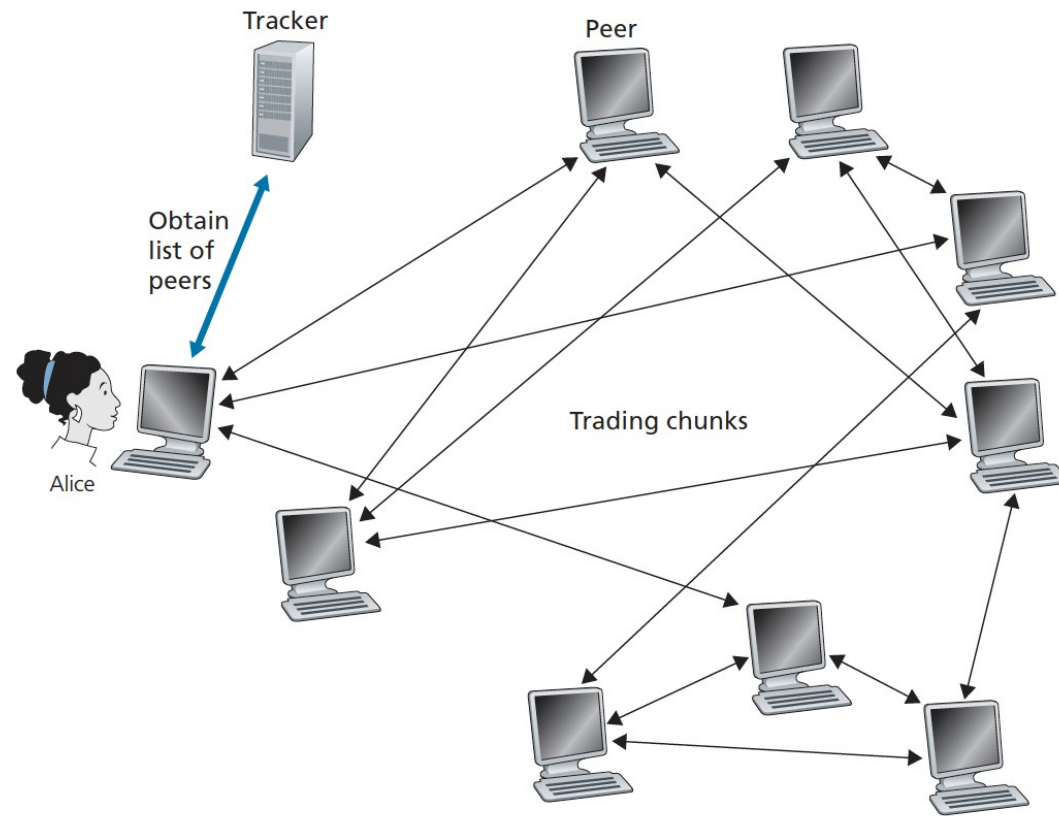 Tracker
Peer
Obtain
list of
peers
Trading chunks
Alice